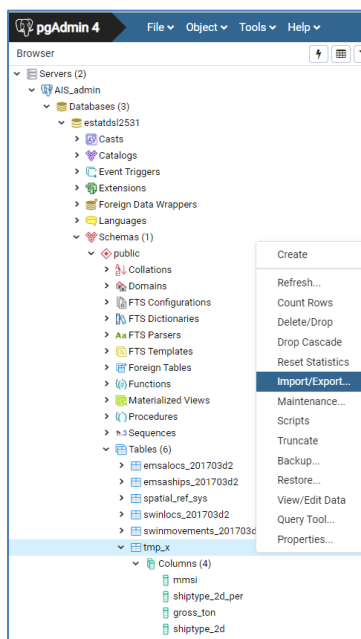 pgAdmin 4 File Object Tools Help
Browser
Servers (2)
AIS_admin
Databases (3)
estatdsl2531
Casts
Catalogs
Event Triggers
Extensions
Foreign Data Wrappers
Languages
Schemas (1)
public
Collations
Domains
FTS Configurations
FTS Dictionaries
Aa FTS Parsers
FTS Templates
Foreign Tables
Functions
Materialized Views
Procedures
1..3 Sequences
Tables (6)
emsalocs_201703d2
emsaships_201703d2
spatial_ref_sys
swinlocs_201703d2
swinmovements_201703d
tmp_x
Columns (4)
mmsi
shiptype_2d_per
gross_ton
shiptype_2d
Create
Refresh...
Count Rows
Delete/Drop
Drop Cascade
Reset Statistics
Import/Export...
Maintenance...
Scripts
Truncate
Backup...
Restore...
View/Edit Data
Query Tool...
Properties...